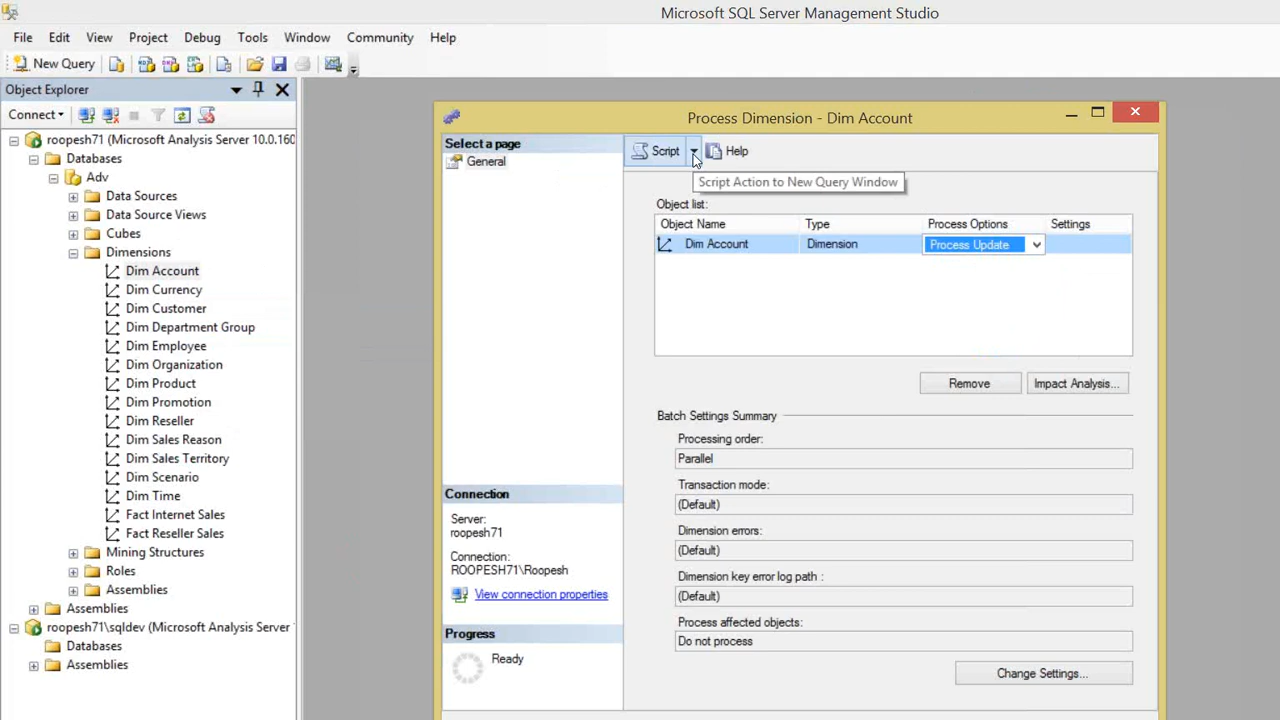 Microsoft SQL Server Management Studio
File Edit View Project Debug Tools Window Community Help
New Query
Object Explorer
Connect
roopesh71 (Microsoft Analysis Server 10.0.160
Databases
Adv
Data Sources
Data Source Views
Cubes
Dimensions
Dim Account
Dim Currency
Dim Customer
Dim Department Group
Dim Employee
Dim Organization
Dim Product
Dim Promotion
Dim Reseller
Dim Sales Reason
Dim Sales Territory
Dim Scenario
Dim Time
Fact Internet Sales
Fact Reseller Sales
Mining Structures
Roles
Assemblies
Assemblies
roopesh71\sqldev (Microsoft Analysis Server
Databases
Assemblies
Process Dimension - Dim Account
Select a page
General
Script Help
Script Action to New Query Window
Object list:
Object Name Type Process Options Settings
Dim Account Dimension Process Update
Remove Impact Analysis...
Batch Settings Summary
Processing order:
Parallel
Transaction mode:
(Default)
Dimension errors:
(Default)
Dimension key error log path :
(Default)
Process affected objects:
Do not process
Change Settings...
Connection
Server:
roopesh71
Connection:
ROOPESH71\Roopesh
View connection properties
Progress
Ready